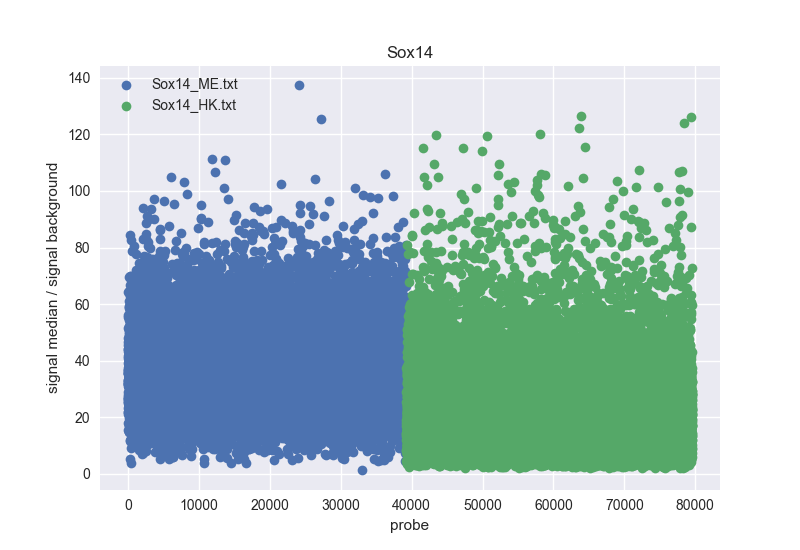 Sox14
Sox14_ME.txt
Sox14_HK.txt
signal median / signal background
140
120
100
80
60
40
20
0
0 10000 20000 30000 40000 50000 60000 70000 80000
probe